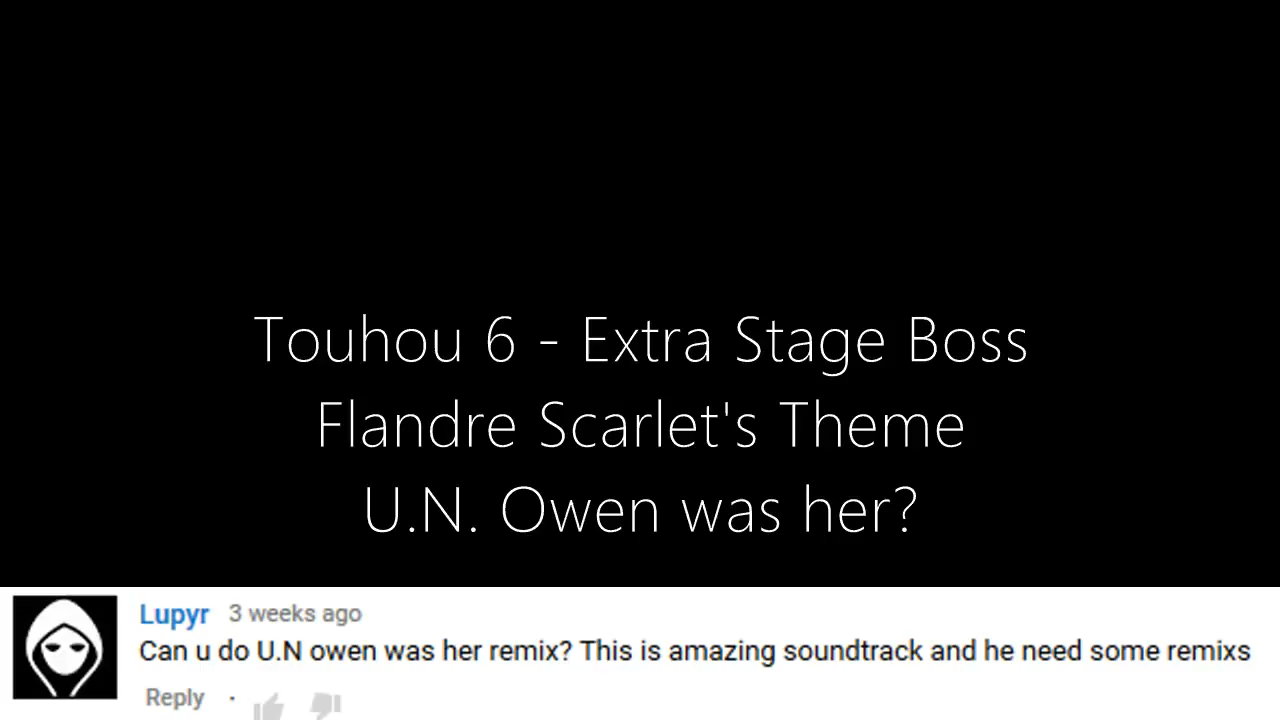 Touhou 6 - Extra Stage Boss
Flandre Scarlet's Theme
U.N. Owen was her?
Lupyr 3 weeks ago
Can u do U.N owen was her remix? This is amazing soundtrack and he need some remixs
Reply ·